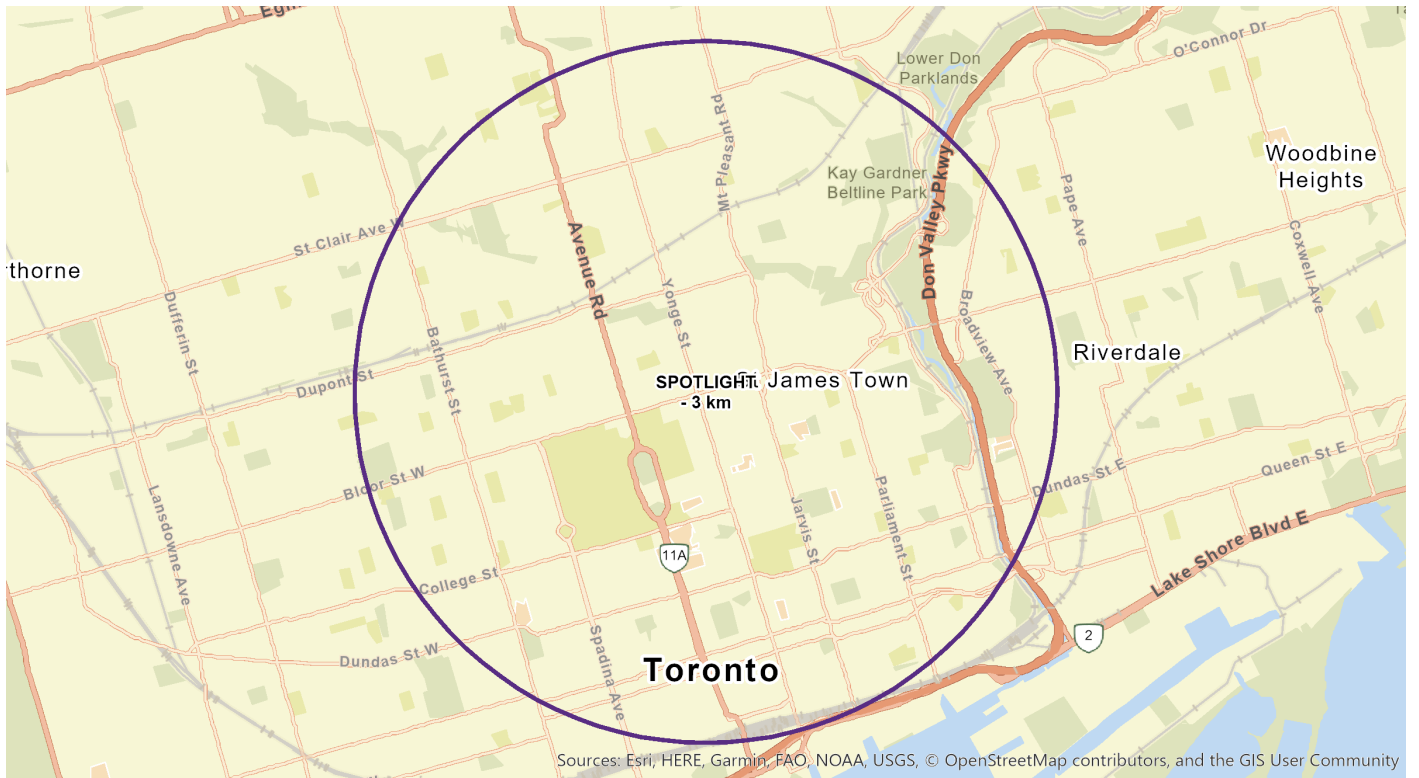 Egli
O'Connor Dr
Lower Don
Parklands
Mt Pleasant Rd
Woodbine
Heights
Don Valley Pkwy
Kay Gardner
Beltline Park
Pape Ave
St Clair Ave W
Avenue Rd
Coxwell Ave
rthorne
Dufferin St
Yonge St
Broadview Ave
Bathurst St
Riverdale
Dupont St
SPOTLIGHT
- 3 km
St James Town
Bloor St W
Queen St E
Dundas St E
Lansdowne Ave
Jarvis St
Parliament St
Lake Shore Blvd E
11A
College St
2
Spadina Ave
Dundas St W
Toronto
Sources: Esri, HERE, Garmin, FAO, NOAA, USGS, © OpenStreetMap contributors, and the GIS User Community